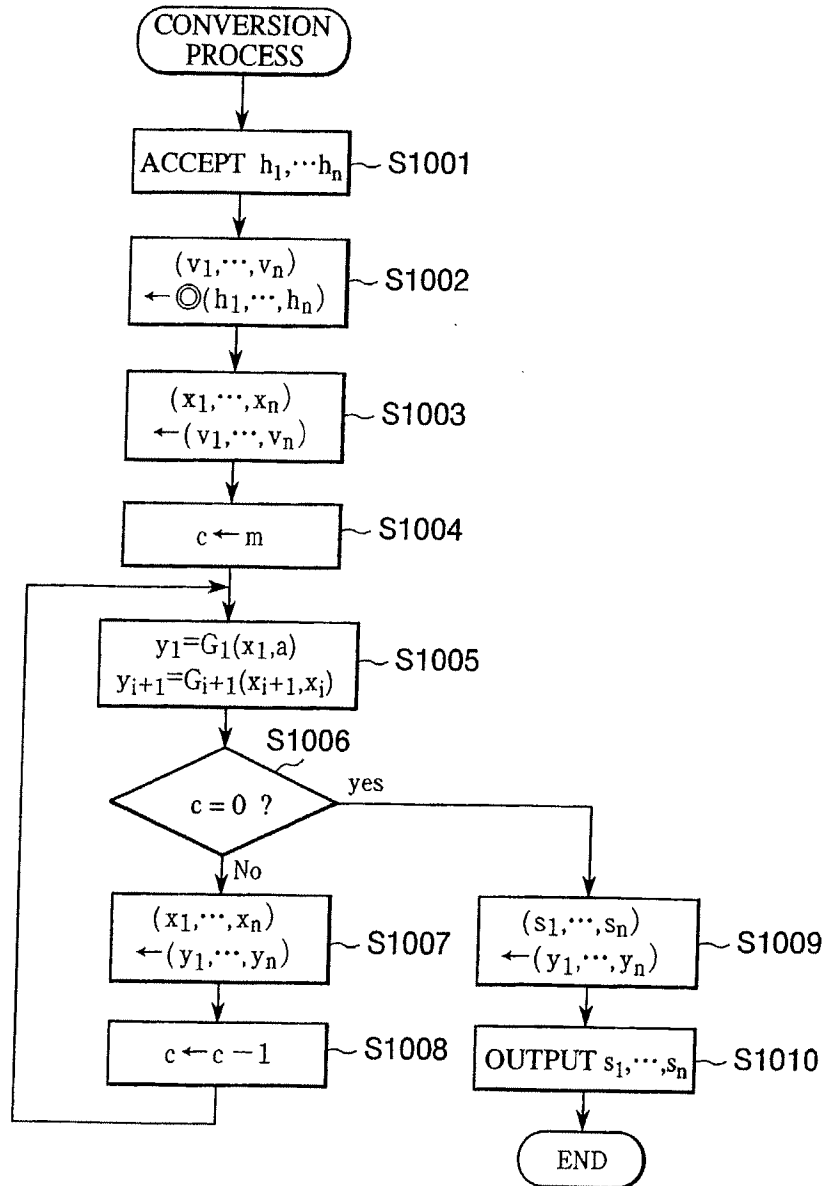 CONVERSION
PROCESS
ACCEPT h₁,⋯hₙ
S1001
(v₁,⋯,vₙ)
←◎(h₁,⋯,hₙ)
S1002
(x₁,⋯,xₙ)
←(v₁,⋯,vₙ)
S1003
c←m
S1004
y₁=G₁(x₁,a)
yᵢ₊₁=Gᵢ₊₁(xᵢ₊₁,xᵢ)
S1005
S1006
c=0 ?
yes
No
(x₁,⋯,xₙ)
←(y₁,⋯,yₙ)
S1007
c←c-1
S1008
(s₁,⋯,sₙ)
←(y₁,⋯,yₙ)
S1009
OUTPUT s₁,⋯,sₙ
S1010
END